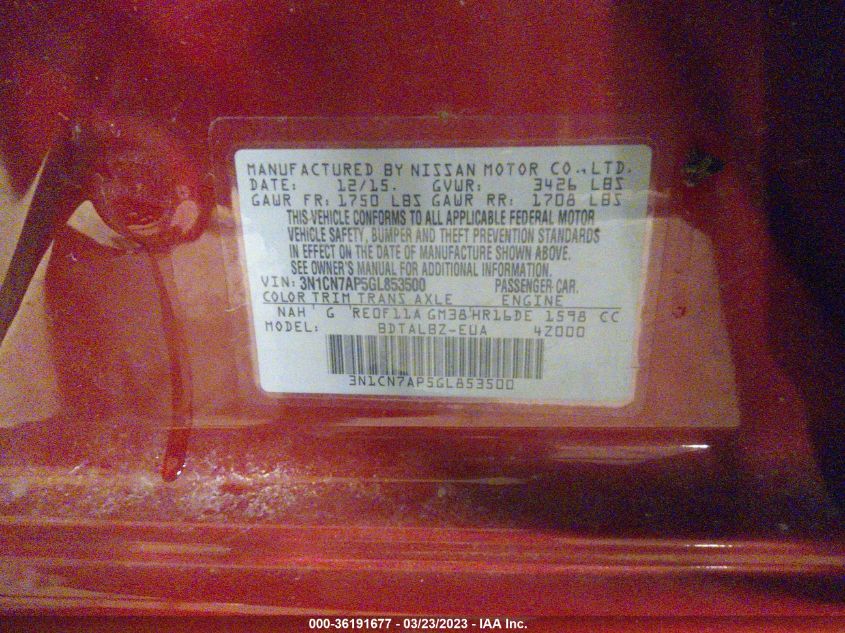 MANUFACTURED BY NISSAN MOTOR CO., LTD.
DATE: 12/15. GVWR: 3426 LBS
GAWR FR: 1750 LBS GAWR RR: 1708 LBS
THIS VEHICLE CONFORMS TO ALL APPLICABLE FEDERAL MOTOR
VEHICLE SAFETY, BUMPER AND THEFT PREVENTION STANDARDS
IN EFFECT ON THE DATE OF MANUFACTURE SHOWN ABOVE.
SEE OWNER'S MANUAL FOR ADDITIONAL INFORMATION.
VIN: 3N1CN7AP5GL853500 PASSENGER CAR.
COLOR TRIM TRANS AXLE ENGINE
NAH G RE0F11A GM38 HR16DE 1598 CC
MODEL: BDTALBZ-EUA 4Z000
3N1CN7AP5GL853500
000-36191677 — 03/23/2023 - IAA Inc.